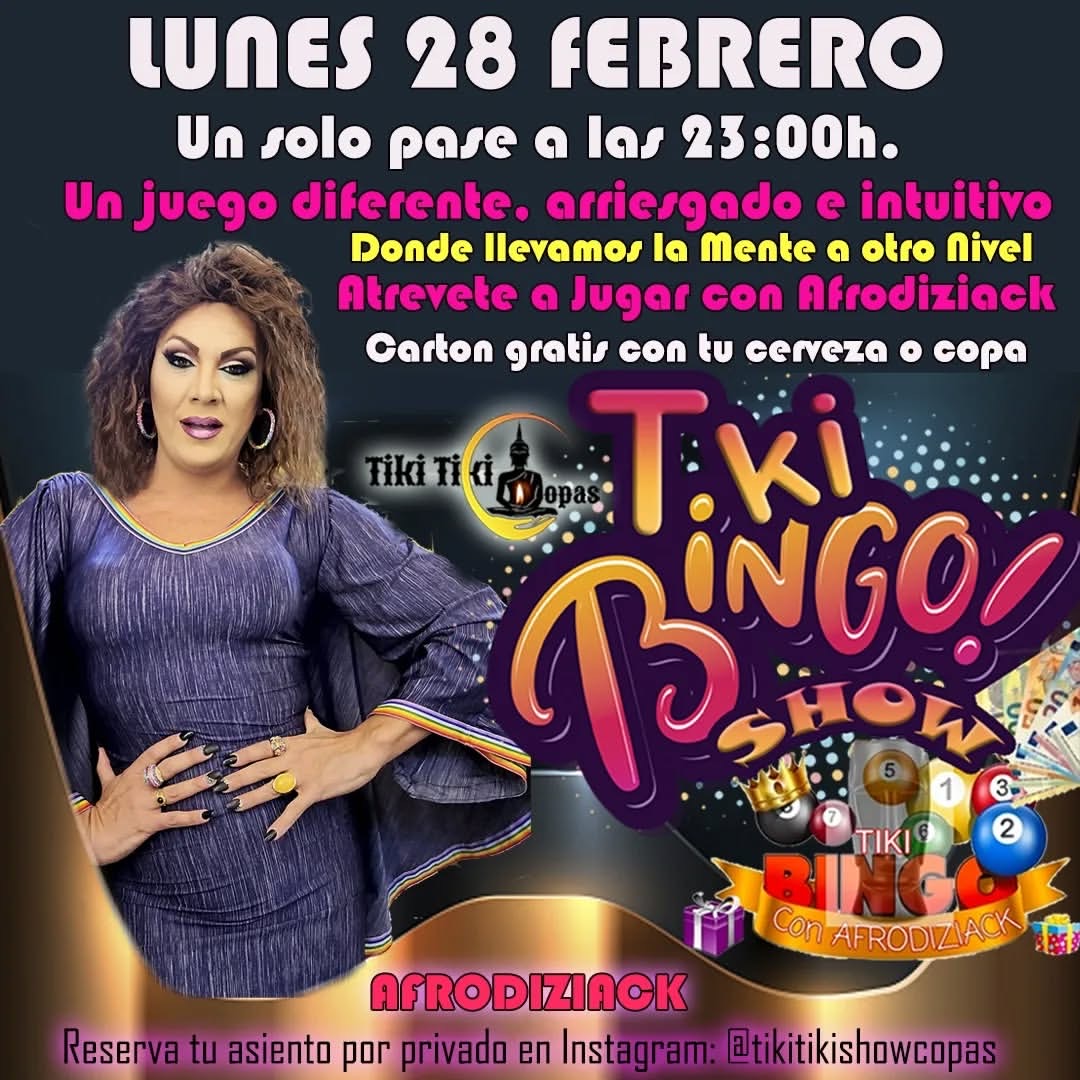 LUNES 28 FEBRERO
Un solo pase a las 23:00h.
Un juego diferente, arriesgado e intuitivo
Donde llevamos la Mente a otro Nivel
Atrevete a Jugar con Afrodiziack
Carton gratis con tu cerveza o copa
Tiki Tiki Copas
Tiki
BiNGO!
SHOW
5
1
3
8
7
6
2
TIKI
BINGO
Con AFRODIZIACK
AFRODIZIACK
Reserva tu asiento por privado en Instagram: @tikitikishowcopas